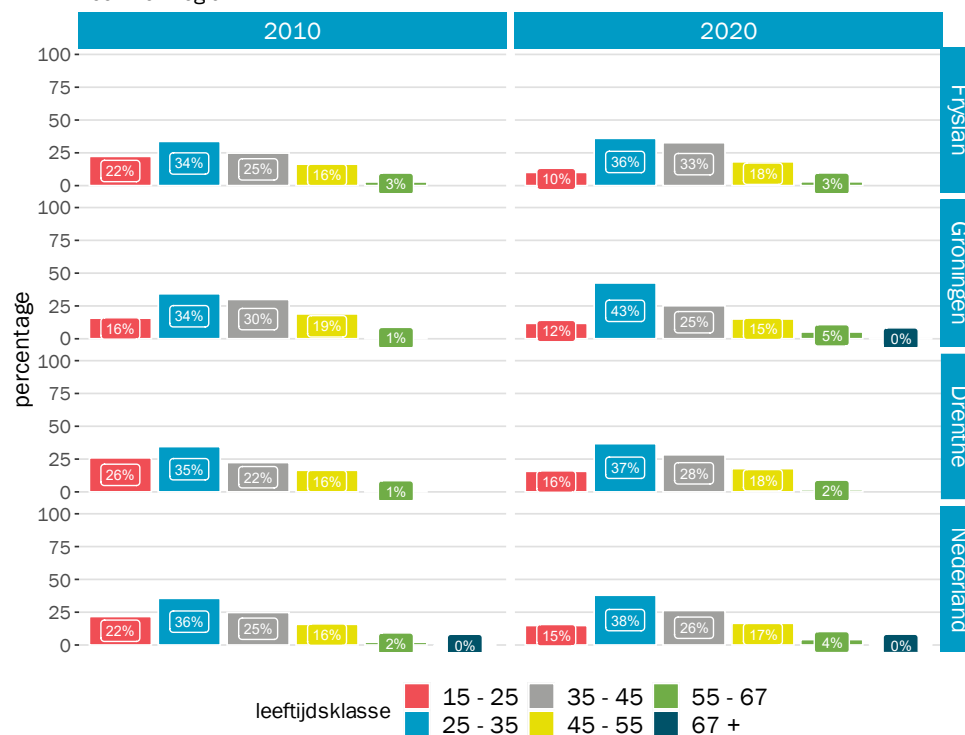 2010 2020
100
75
50
25
0
22% 34% 25% 16% 3%
10% 36% 33% 18% 3%
Fryslan
100
75
50
25
0
16% 34% 30% 19% 1%
12% 43% 25% 15% 5% 0%
Groningen
percentage
100
75
50
25
0
26% 35% 22% 16% 1%
16% 37% 28% 18% 2%
Drenthe
100
75
50
25
0
22% 36% 25% 16% 2% 0%
15% 38% 26% 17% 4% 0%
Nederland
leeftijdsklasse
15 - 25 35 - 45 55 - 67
25 - 35 45 - 55 67 +